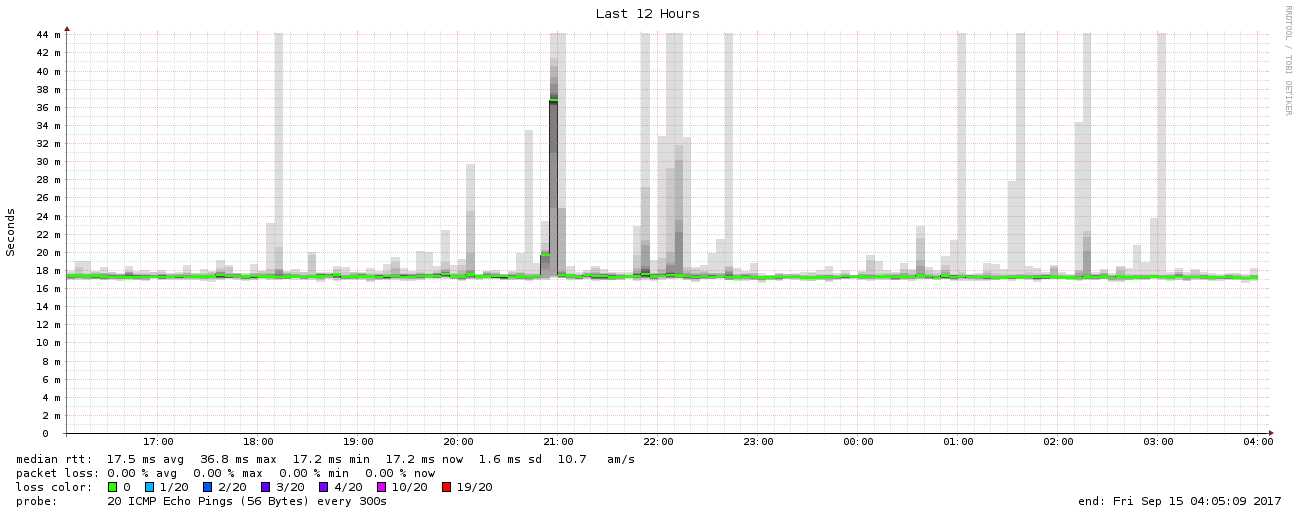 Last 12 Hours
RRDTOOL / TOBI OETIKER
Seconds
44 m
42 m
40 m
38 m
36 m
34 m
32 m
30 m
28 m
26 m
24 m
22 m
20 m
18 m
16 m
14 m
12 m
10 m
8 m
6 m
4 m
2 m
0
17:00 18:00 19:00 20:00 21:00 22:00 23:00 00:00 01:00 02:00 03:00 04:00
median rtt: 17.5 ms avg 36.8 ms max 17.2 ms min 17.2 ms now 1.6 ms sd 10.7 am/s
packet loss: 0.00 % avg 0.00 % max 0.00 % min 0.00 % now
loss color: 0 1/20 2/20 3/20 4/20 10/20 19/20
probe: 20 ICMP Echo Pings (56 Bytes) every 300s end: Fri Sep 15 04:05:09 2017